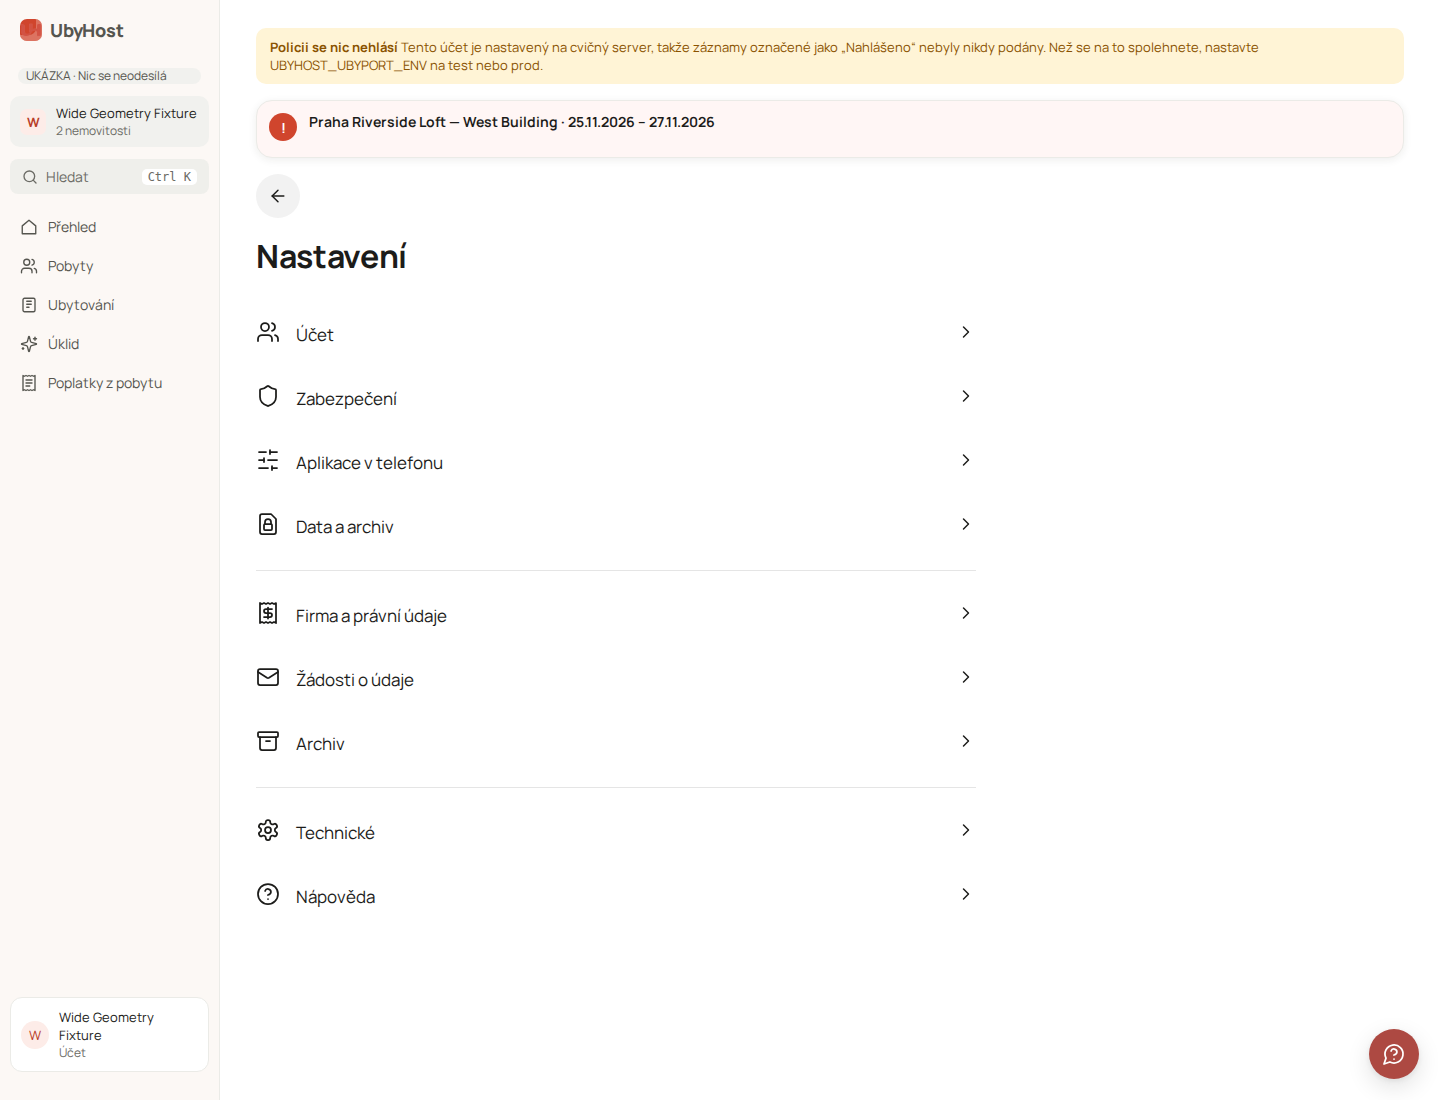 UbyHost
UKÁZKA · Nic se neodesílá
W
Wide Geometry Fixture
2 nemovitosti
Hledat
Ctrl K
Přehled
Pobyty
Ubytování
Úklid
Poplatky z pobytu
W
Wide Geometry
Fixture
Účet
Policii se nic nehlásí Tento účet je nastavený na cvičný server, takže záznamy označené jako „Nahlášeno“ nebyly nikdy podány. Než se na to spolehnete, nastavte
UBYHOST_UBYPORT_ENV na test nebo prod.
! Praha Riverside Loft — West Building · 25.11.2026 – 27.11.2026
Nastavení
Účet
Zabezpečení
Aplikace v telefonu
Data a archiv
Firma a právní údaje
Žádosti o údaje
Archiv
Technické
Nápověda